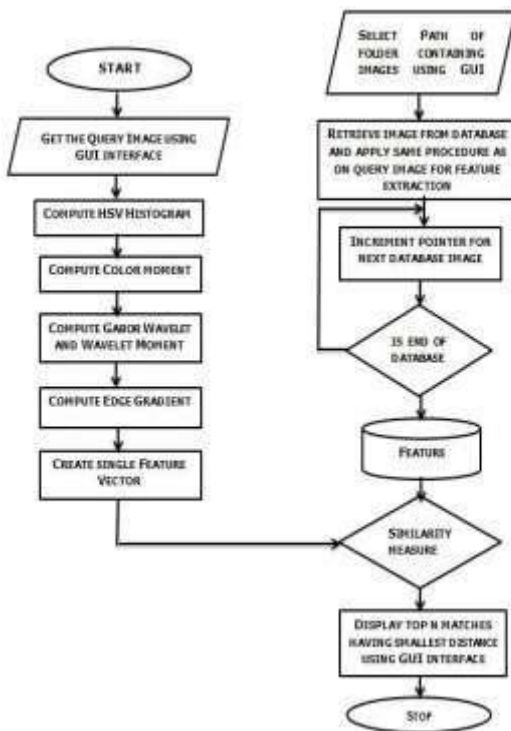 START
GET THE QUERY IMAGE USING
GUI INTERFACE
COMPUTE HSV HISTOGRAM
COMPUTE COLOR MOMENT
COMPUTE GABOR WAVELET
AND WAVELET MOMENT
COMPUTE EDGE GRADIENT
CREATE SINGLE FEATURE
VECTOR
SELECT PATH OF
FOLDER CONTAINING
IMAGES USING GUI
RETRIEVE IMAGE FROM DATABASE
AND APPLY SAME PROCEDURE AS
ON QUERY IMAGE FOR FEATURE
EXTRACTION
INCREMENT POINTER FOR
NEXT DATABASE IMAGE
IS END OF
DATABASE
FEATURE
SIMILARITY
MEASURE
DISPLAY TOP N MATCHES
HAVING SMALLEST DISTANCE
USING GUI INTERFACE
STOP